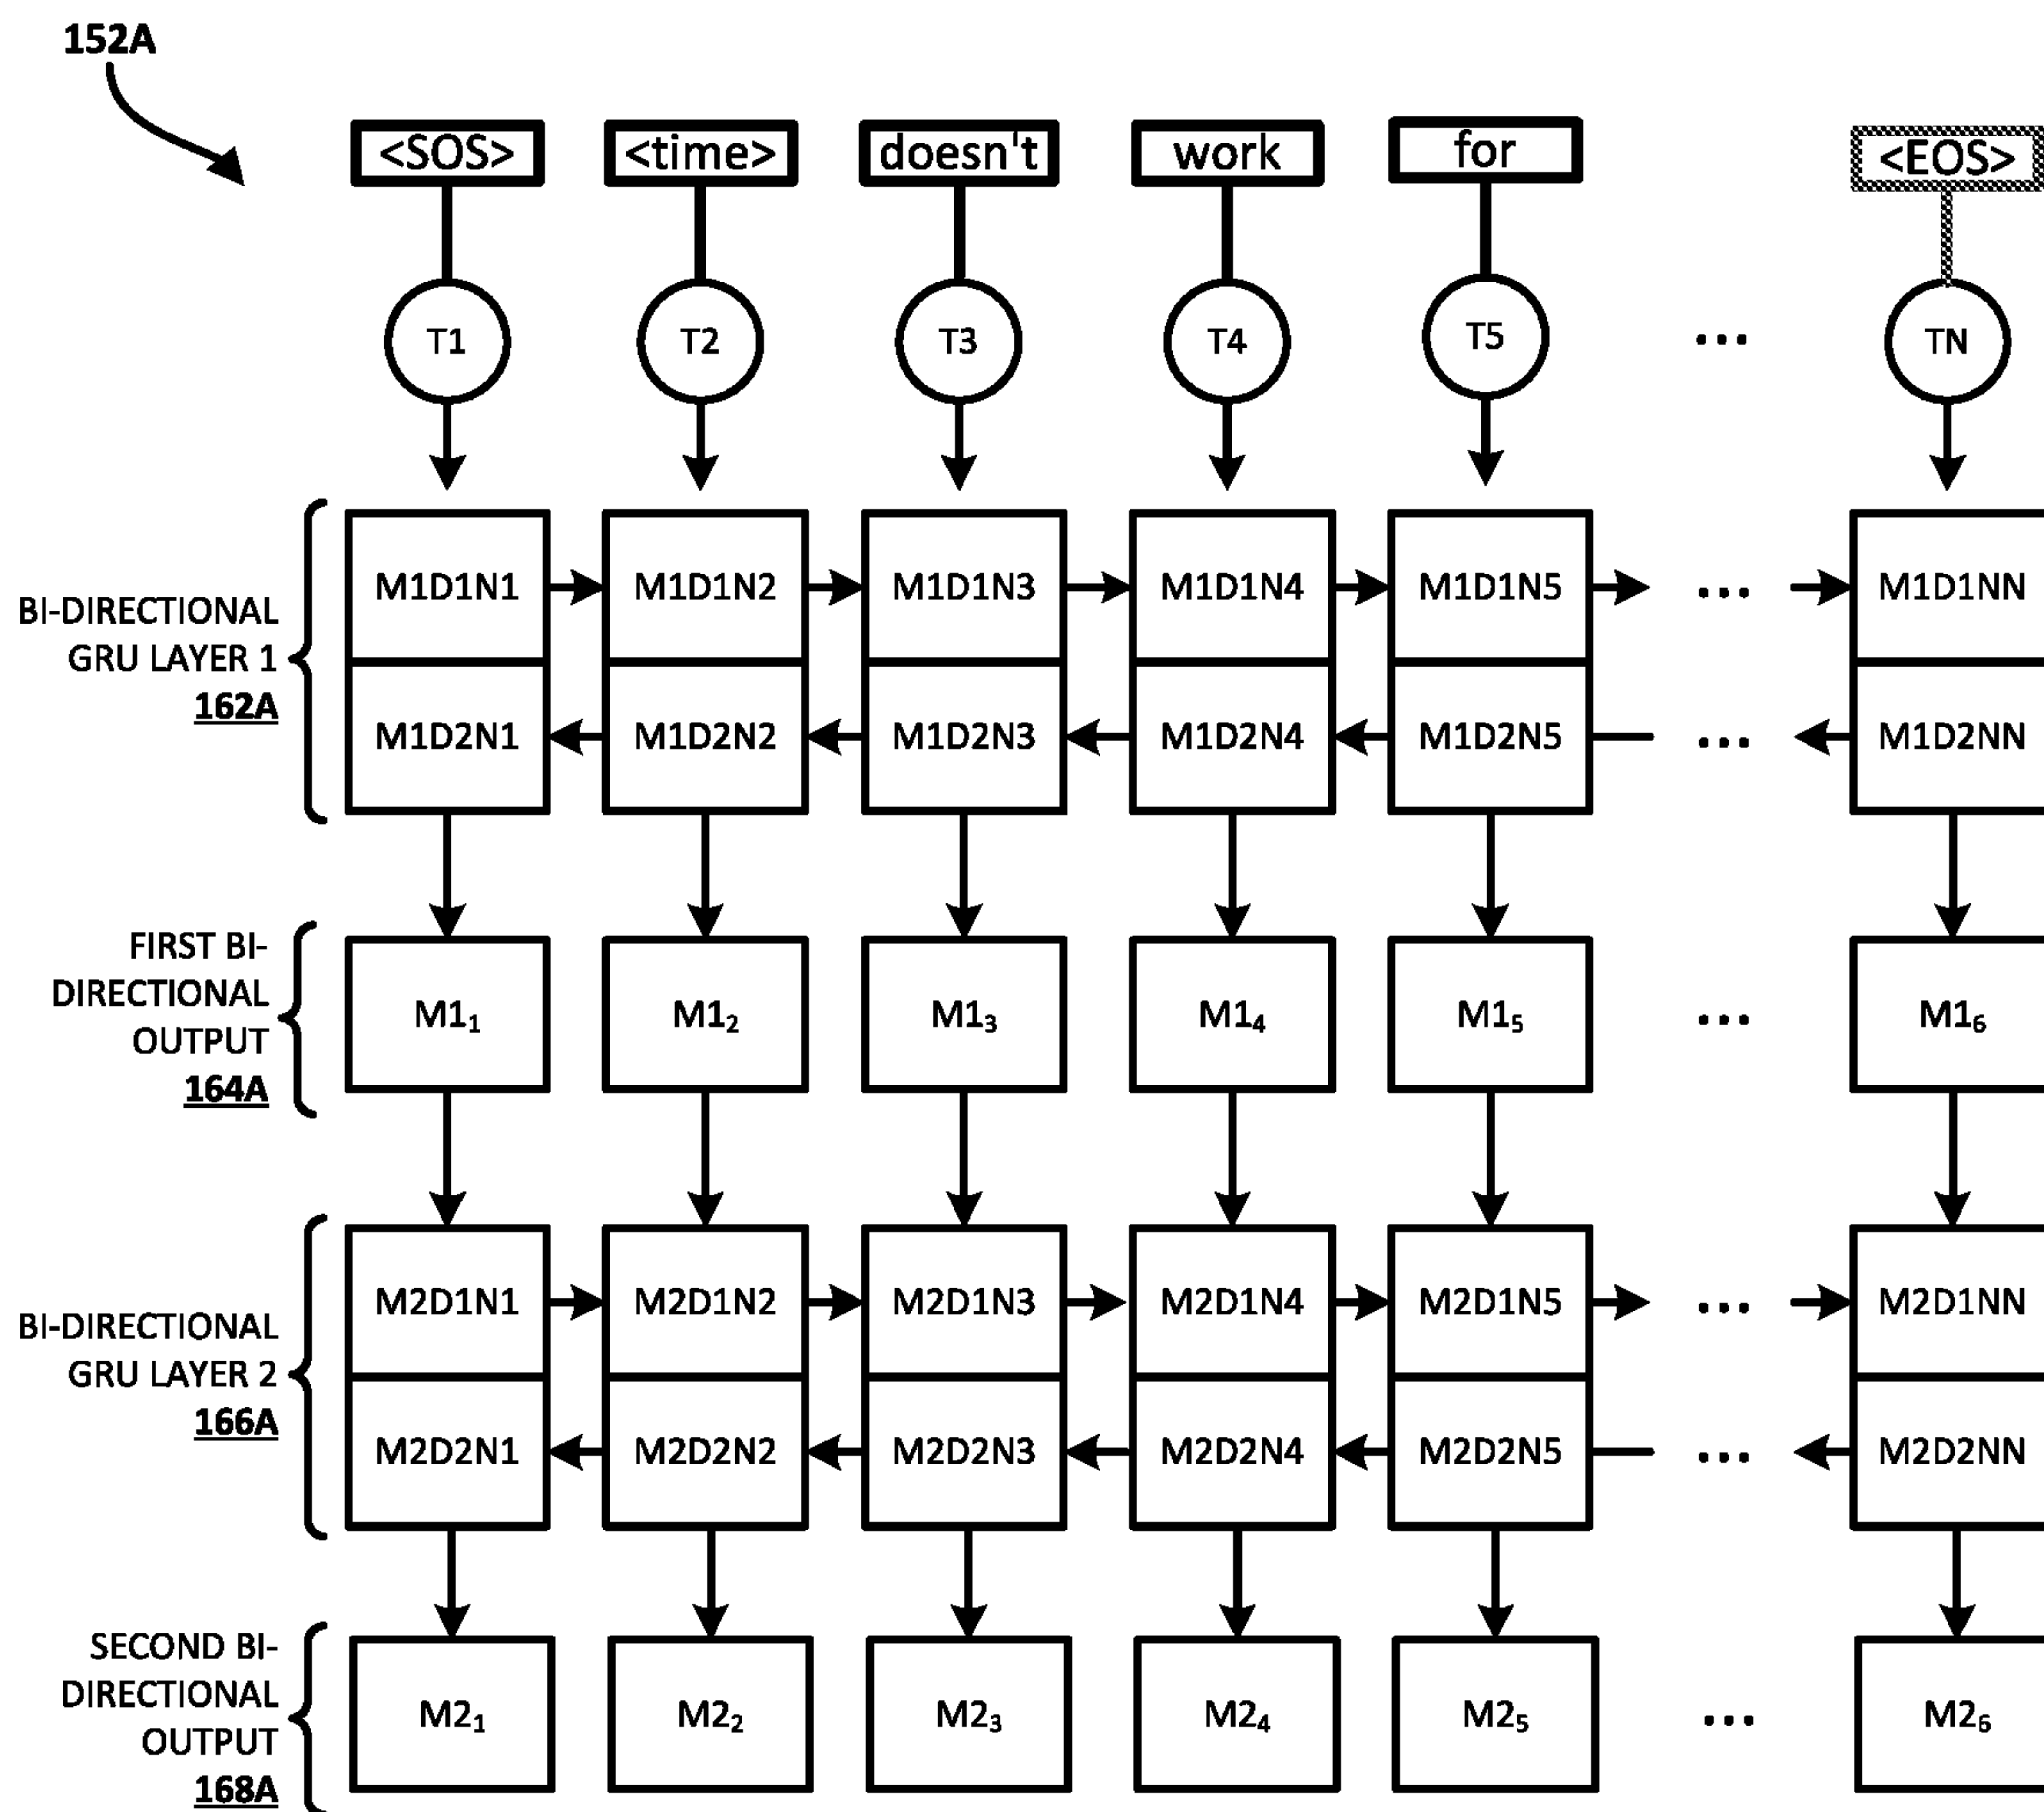 152A
<SOS> <time> doesn't work for <EOS>
T1 T2 T3 T4 T5 ... TN
BI-DIRECTIONAL
GRU LAYER 1
162A
M1D1N1 M1D1N2 M1D1N3 M1D1N4 M1D1N5 ... M1D1NN
M1D2N1 M1D2N2 M1D2N3 M1D2N4 M1D2N5 ... M1D2NN
FIRST BI-
DIRECTIONAL
OUTPUT
164A
M1₁ M1₂ M1₃ M1₄ M1₅ ... M1₆
BI-DIRECTIONAL
GRU LAYER 2
166A
M2D1N1 M2D1N2 M2D1N3 M2D1N4 M2D1N5 ... M2D1NN
M2D2N1 M2D2N2 M2D2N3 M2D2N4 M2D2N5 ... M2D2NN
SECOND BI-
DIRECTIONAL
OUTPUT
168A
M2₁ M2₂ M2₃ M2₄ M2₅ ... M2₆